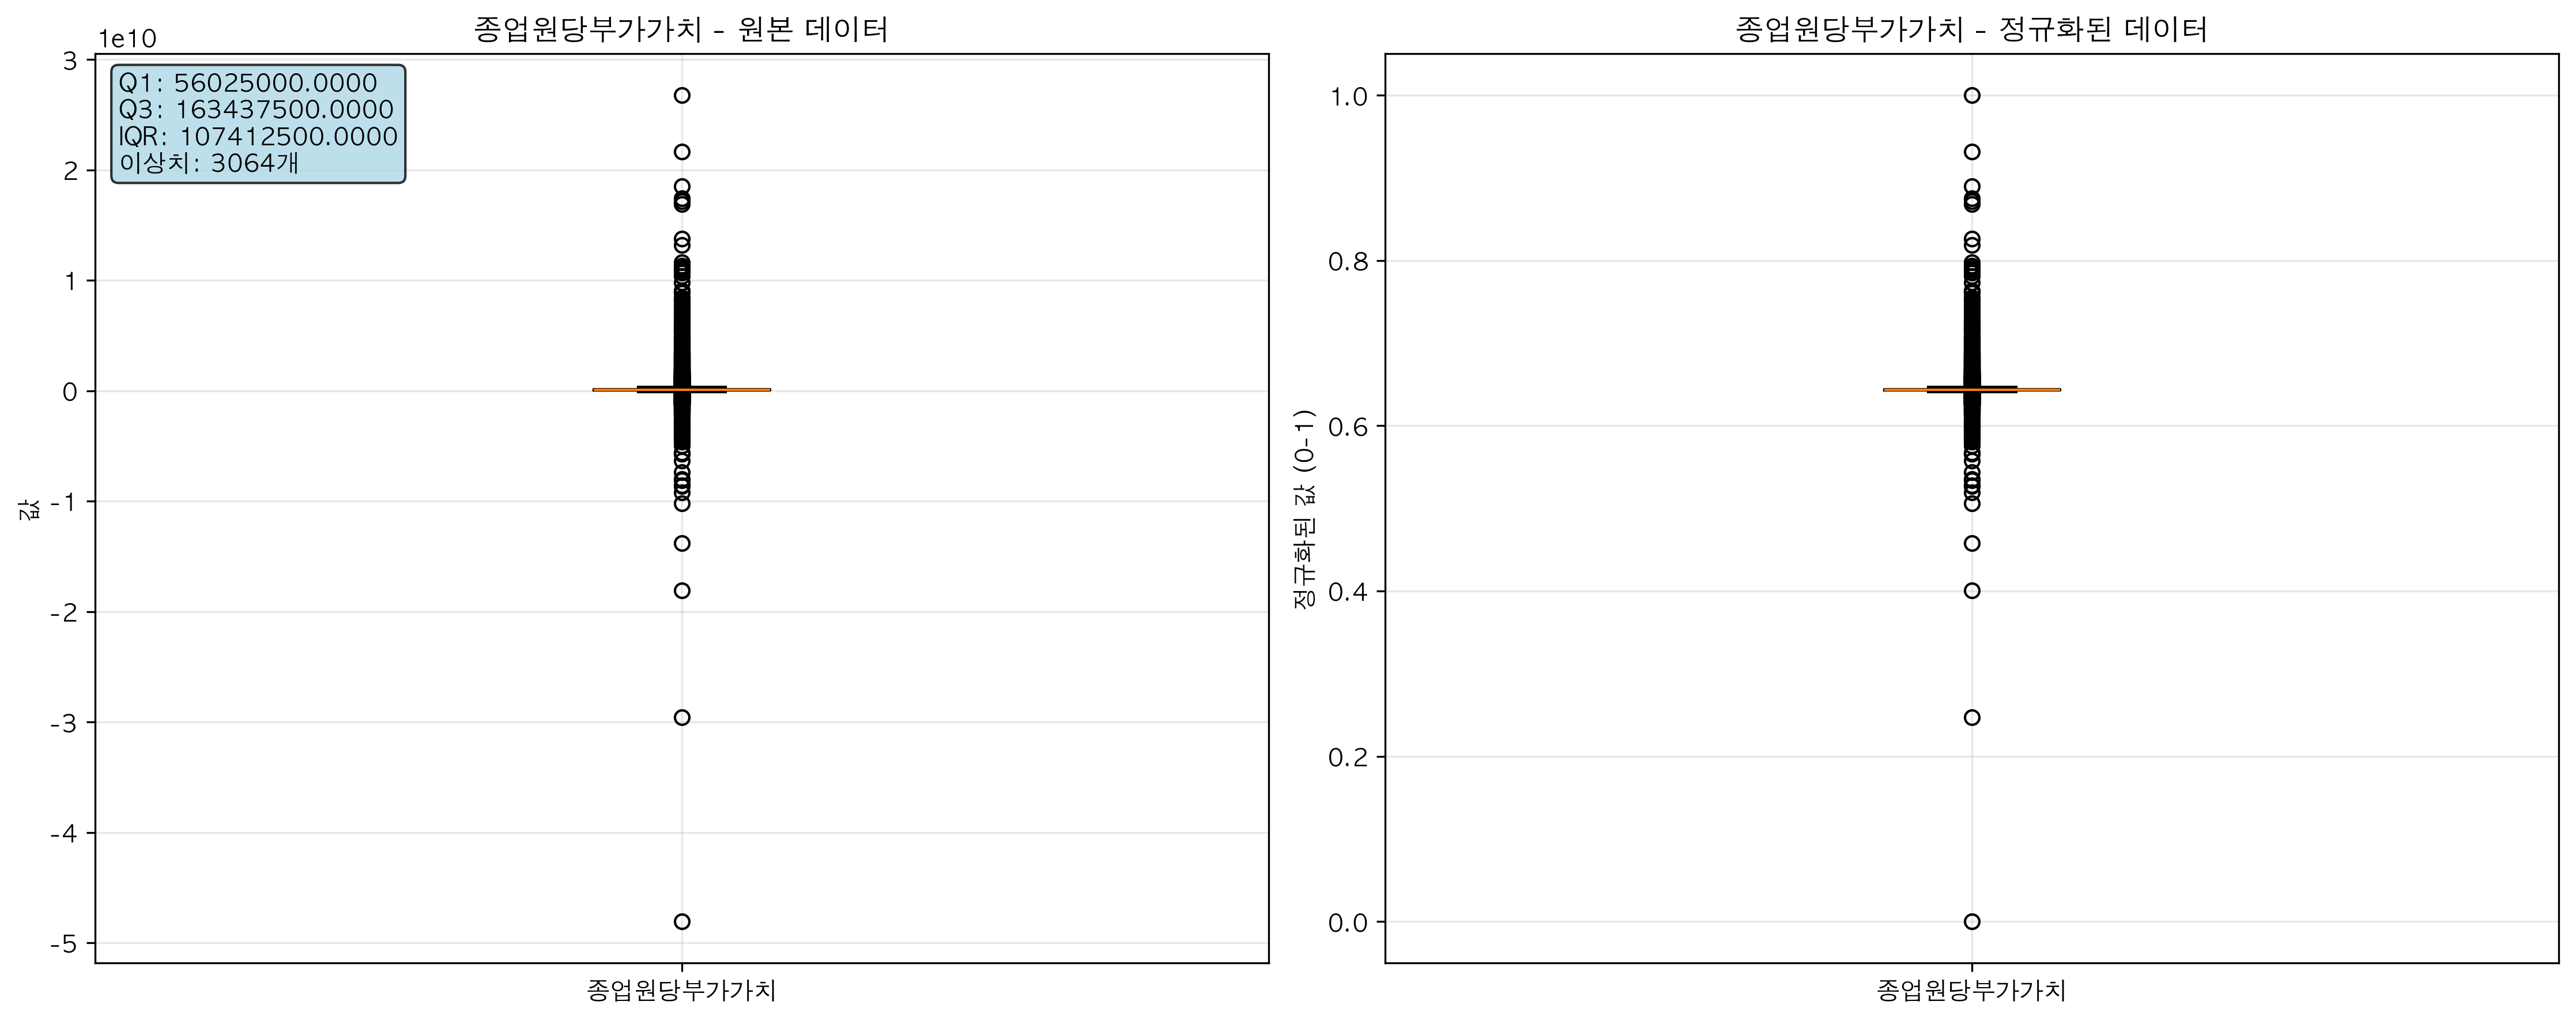 종업원당부가가치 - 원본 데이터
1e10
3
2
1
0
-1
-2
-3
-4
-5
값
Q1: 56025000.0000
Q3: 163437500.0000
IQR: 107412500.0000
이상치: 3064개
종업원당부가가치
종업원당부가가치 - 정규화된 데이터
1.0
0.8
0.6
0.4
0.2
0.0
정규화된 값 (0-1)
종업원당부가가치